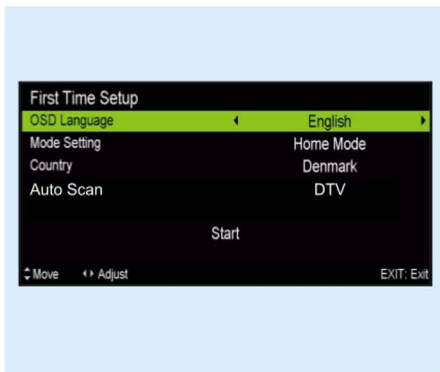 First Time Setup
OSD Language English
Mode Setting Home Mode
Country Denmark
Auto Scan DTV
Start
Move Adjust EXIT: Exit